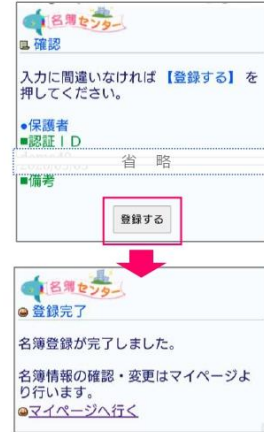 名簿センター
確認
入力に間違いなければ 【登録する】 を
押してください。
●保護者
■認証ID
省 略
■備考
登録する
名簿センター
登録完了
名簿登録が完了しました。
名簿情報の確認・変更はマイページよ
り行います。
マイページへ行く